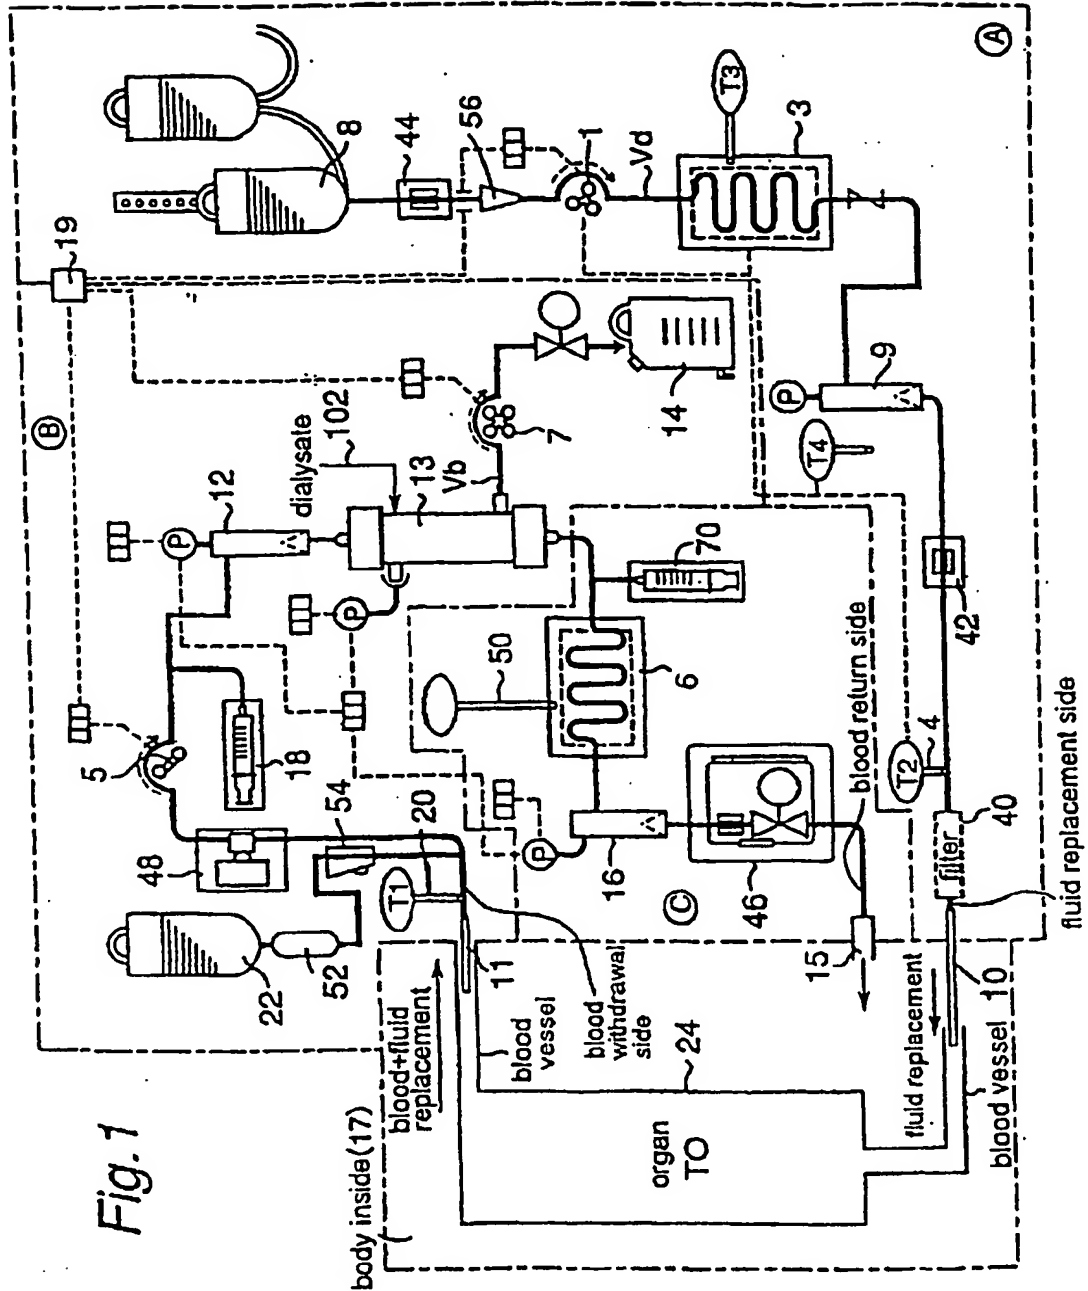 Fig.1
body inside(17)
organ
TO
24
blood+fluid
replacement
blood
vessel
blood
withdrawal
side
fluid replacement
blood vessel
10
11
15
22
52
T1
20
54
48
18
5
B
C
A
P
12
dialysate
102
13
Vb
7
14
P
50
6
70
P
16
46
blood return side
filter
40
fluid replacement side
T2
4
42
T4
P
9
19
8
44
56
1
Vd
T3
3